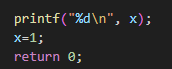 printf("%d\n", x);
x=1;
return 0;